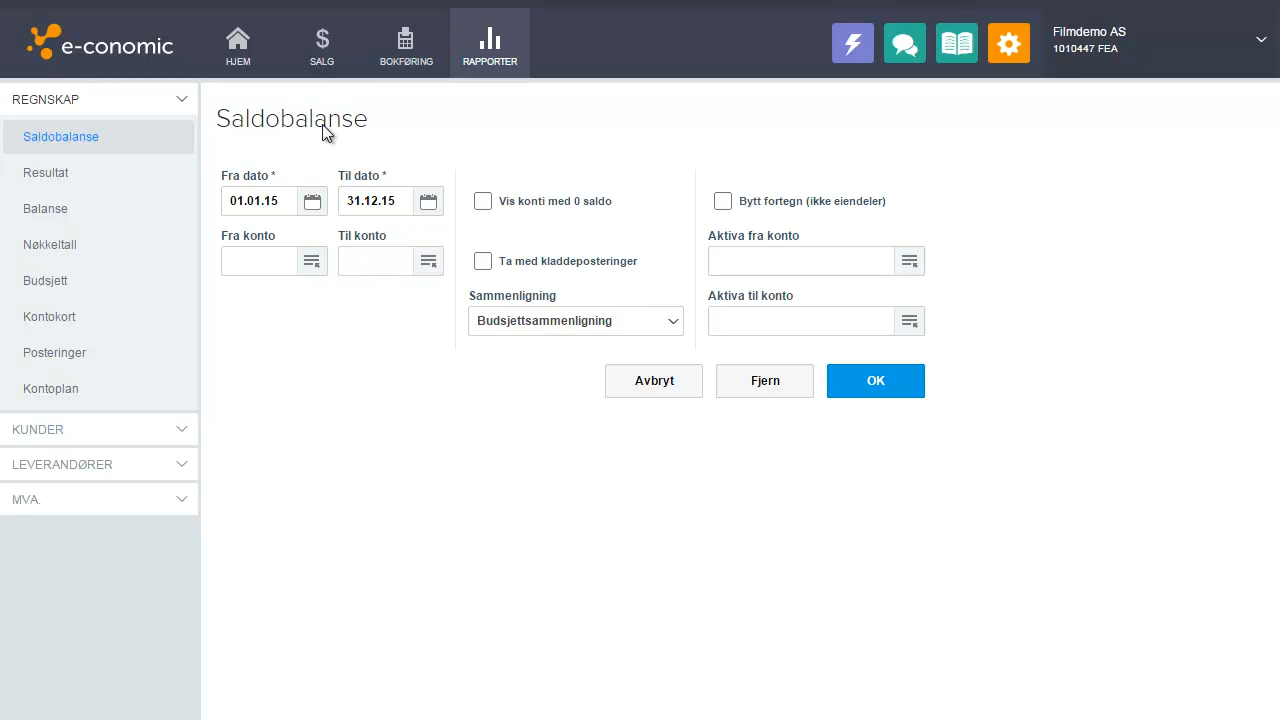 e-conomic
HJEM
SALG
BOKFØRING
RAPPORTER
Filmdemo AS
1010447 FEA
REGNSKAP
Saldobalanse
Resultat
Balanse
Nøkkeltall
Budsjett
Kontokort
Posteringer
Kontoplan
KUNDER
LEVERANDØRER
MVA.
Saldobalanse
Fra dato *
Til dato *
01.01.15
31.12.15
Fra konto
Til konto
Vis konti med 0 saldo
Ta med kladdeposteringer
Sammenligning
Budsjettsammenligning
Bytt fortegn (ikke eiendeler)
Aktiva fra konto
Aktiva til konto
Avbryt
Fjern
OK